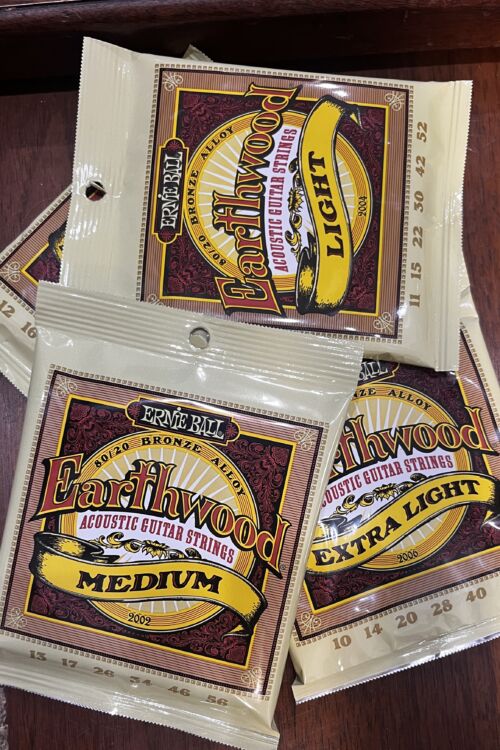 ERNIE BALL
80/20 BRONZE ALLOY
Earthwood
ACOUSTIC GUITAR STRINGS
LIGHT
2004
11 15 22 30 42 52
12 16
ERNIE BALL
80/20 BRONZE ALLOY
Earthwood®
ACOUSTIC GUITAR STRINGS
MEDIUM
2002
13 17 26 34 46 56
ALLOY
rthwood
OUSTIC GUITAR STRINGS
EXTRA LIGHT
2006
10 14 20 28 40